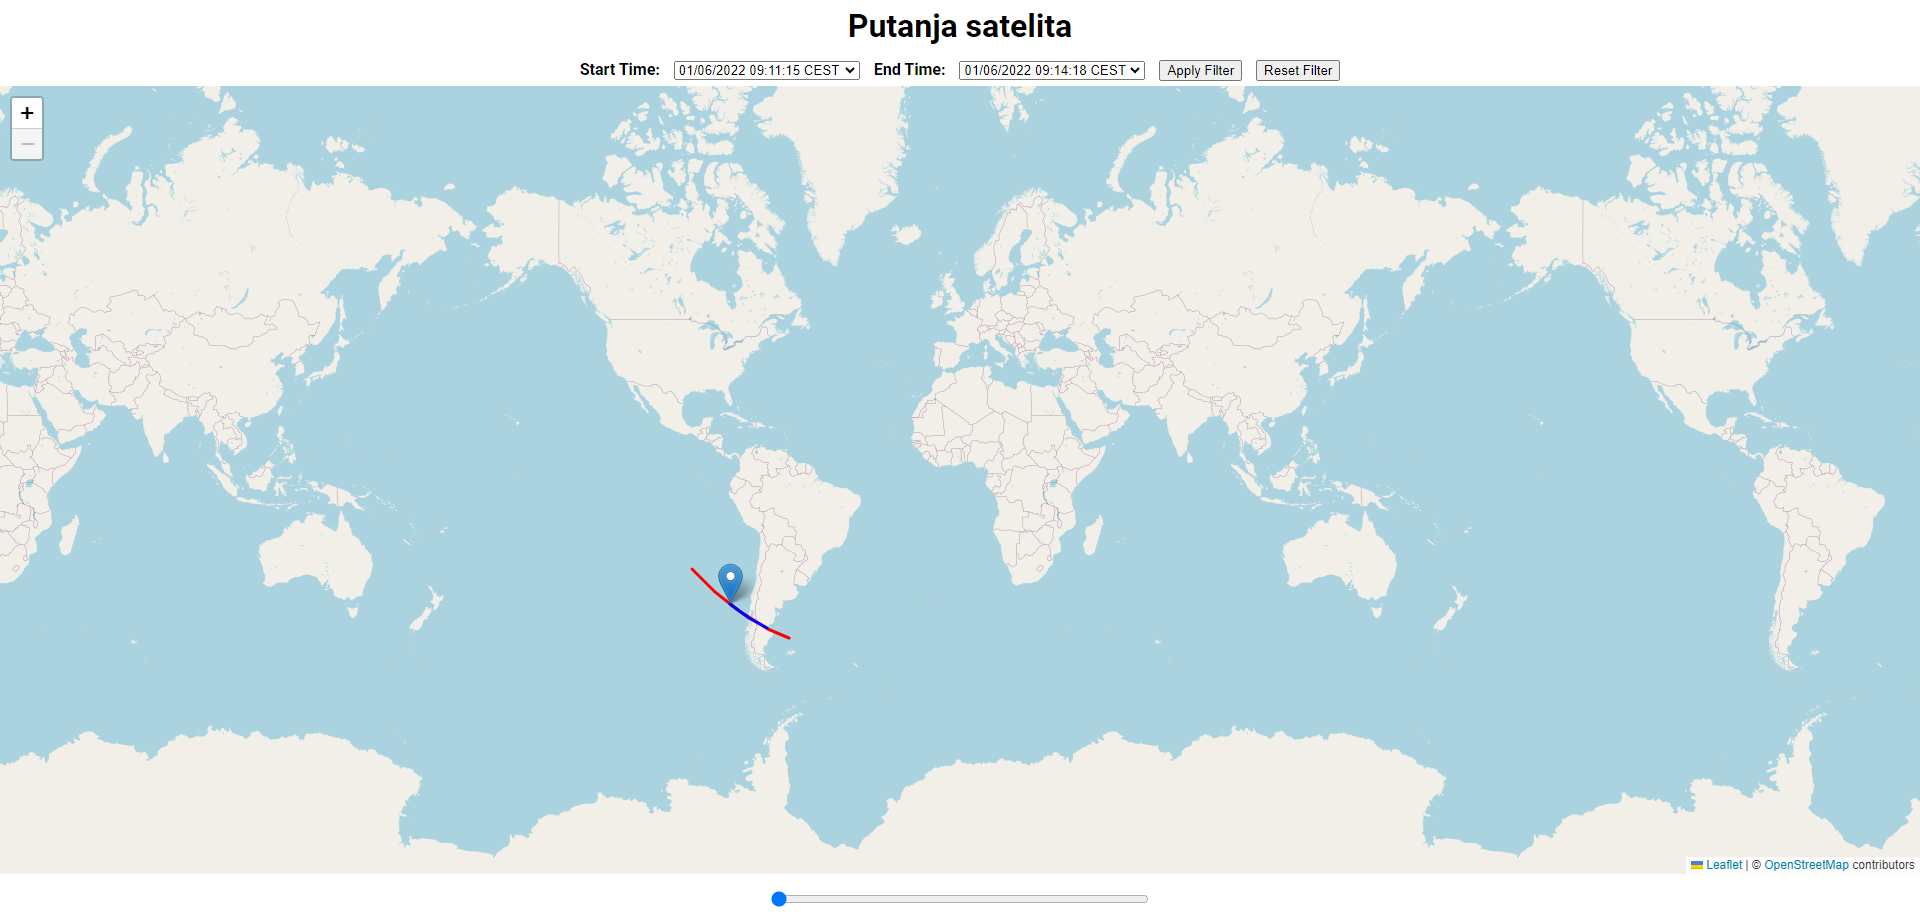 Putanja satelita
Start Time: 01/06/2022 09:11:15 CEST End Time: 01/06/2022 09:14:18 CEST Apply Filter Reset Filter
+
−
Leaflet | © OpenStreetMap contributors